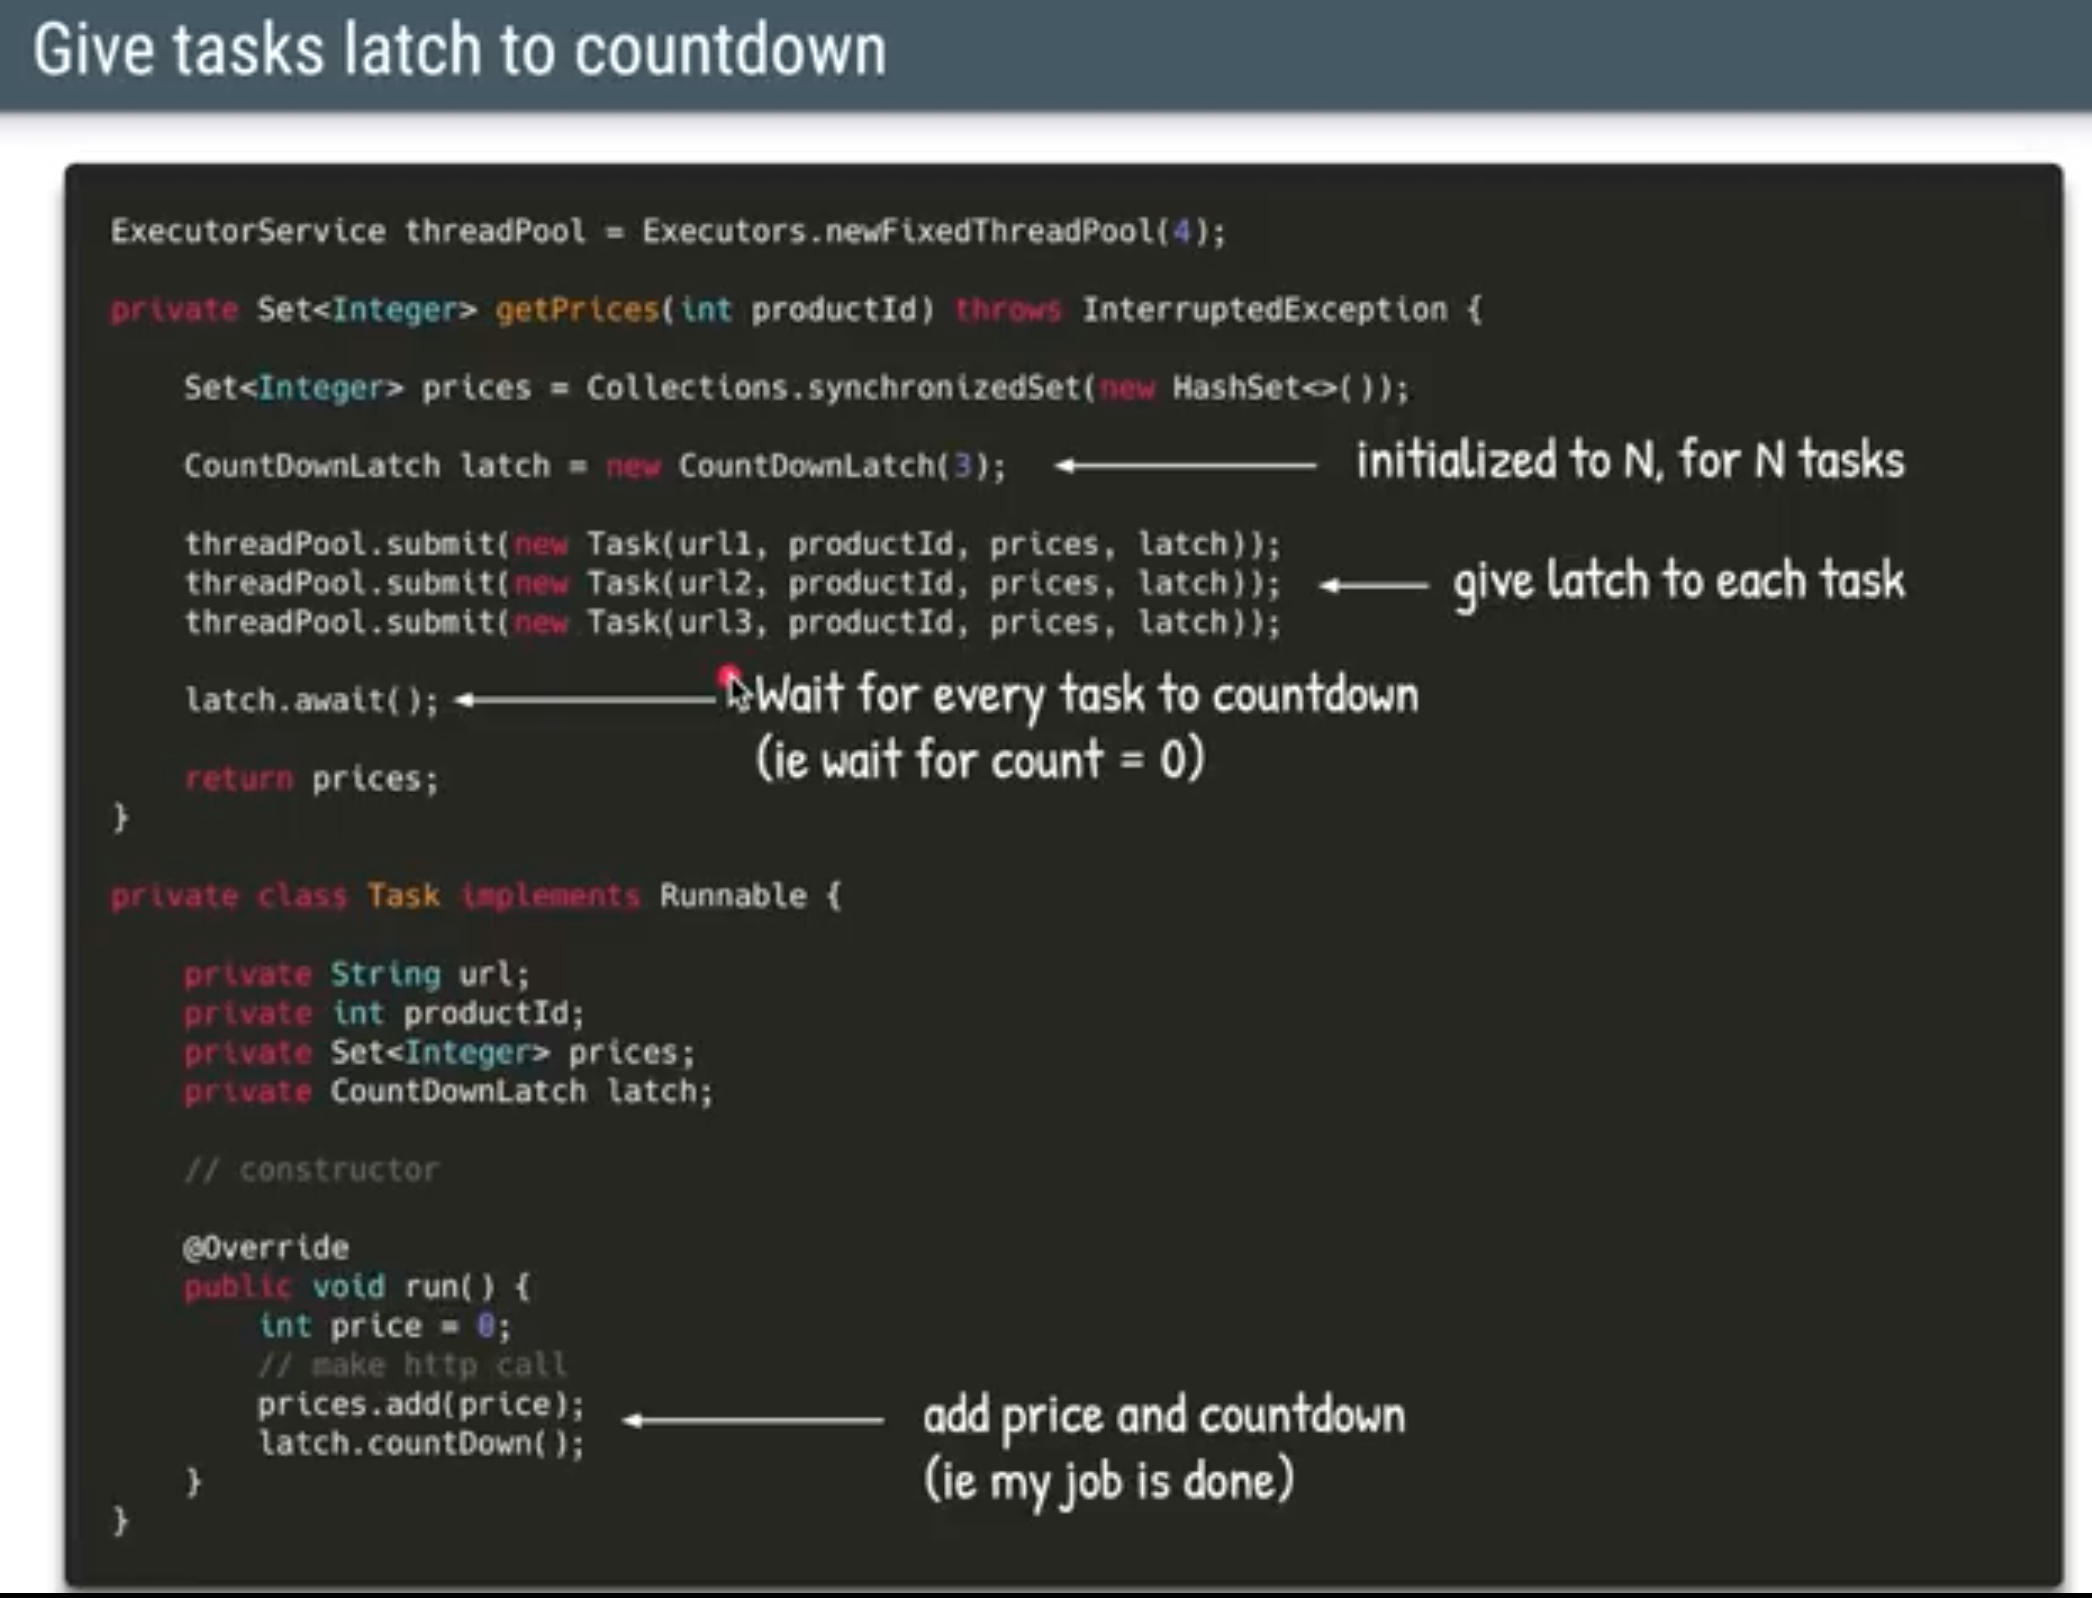 Give tasks latch to countdown
ExecutorService threadPool = Executors.newFixedThreadPool(4);
private Set<Integer> getPrices(int productId) throws InterruptedException {
Set<Integer> prices = Collections.synchronizedSet(new HashSet<>());
CountDownLatch latch = new CountDownLatch(3);
initialized to N, for N tasks
threadPool.submit(new Task(url1, productId, prices, latch));
threadPool.submit(new Task(url2, productId, prices, latch));
give latch to each task
threadPool.submit(new Task(url3, productId, prices, latch));
latch.await();
Wait for every task to countdown
(ie wait for count = 0)
return prices;
}
private class Task implements Runnable {
private String url;
private int productId;
private Set<Integer> prices;
private CountDownLatch latch;
// constructor
@Override
public void run() {
int price = 0;
// make http call
prices.add(price);
latch.countDown();
add price and countdown
(ie my job is done)
}
}